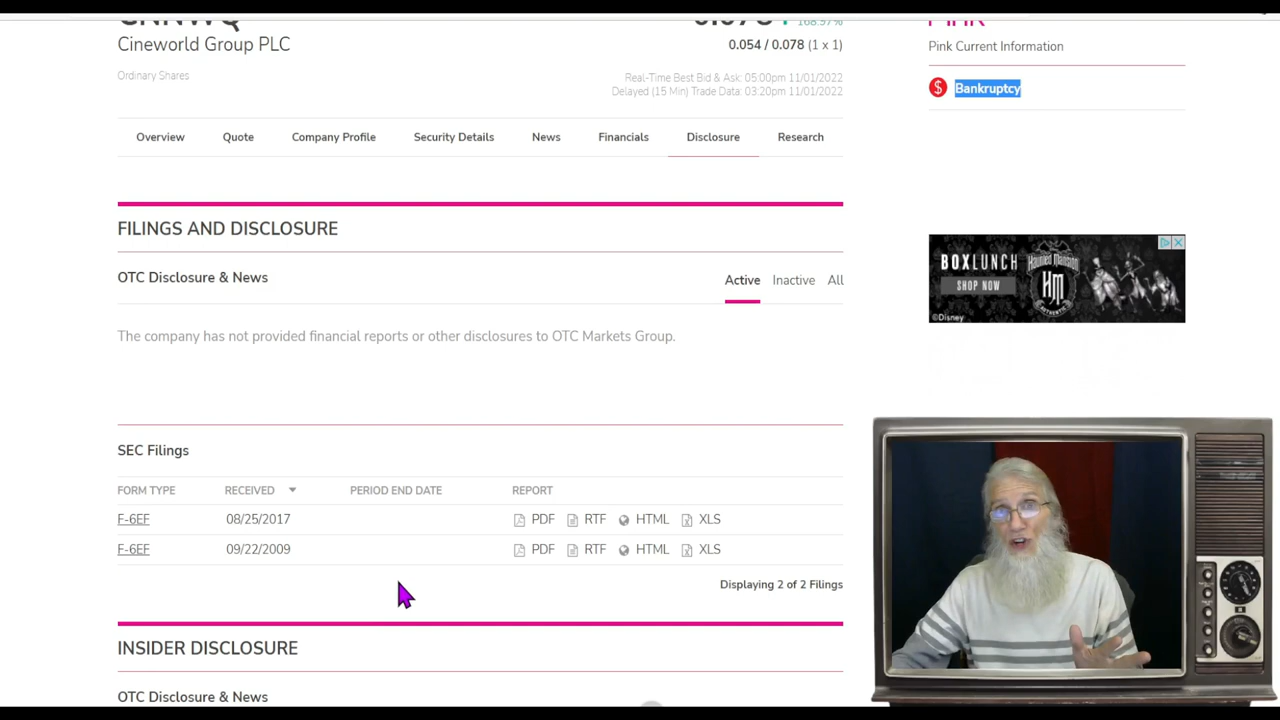 Cineworld Group PLC
0.054 / 0.078 (1 x 1)
Ordinary Shares
Real-Time Best Bid & Ask: 05:00pm 11/01/2022
Delayed (15 Min) Trade Data: 03:20pm 11/01/2022
Pink Current Information
$ Bankruptcy
Overview Quote Company Profile Security Details News Financials Disclosure Research
FILINGS AND DISCLOSURE
OTC Disclosure & News
Active Inactive All
The company has not provided financial reports or other disclosures to OTC Markets Group.
BOXLUNCH
SHOP NOW
Haunted Mansion
HM
AUTHENTIC
©Disney
SEC Filings
FORM TYPE RECEIVED PERIOD END DATE REPORT
F-6EF 08/25/2017 PDF RTF HTML XLS
F-6EF 09/22/2009 PDF RTF HTML XLS
Displaying 2 of 2 Filings
INSIDER DISCLOSURE
OTC Disclosure & News